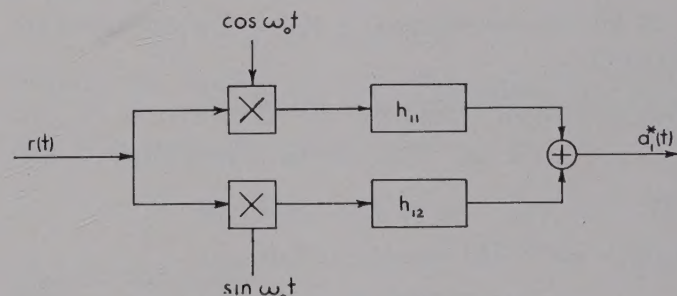 cos ω₀t
h₁₁
r(t)
a₁*(t)
h₁₂
sin ω₀t